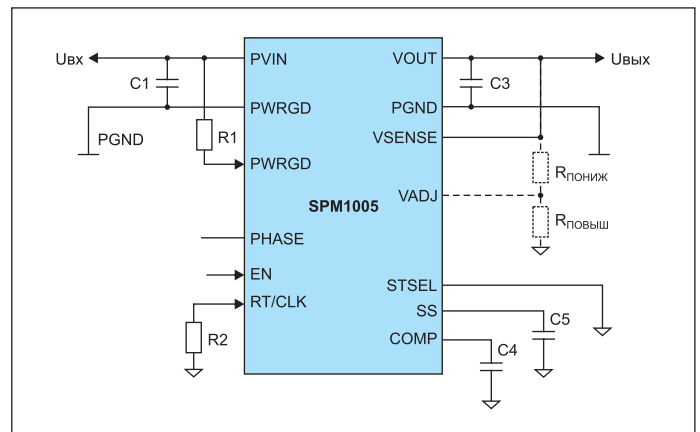 Uвх
C1
PGND
R1
R2
PVIN
PWRGD
PWRGD
PHASE
EN
RT/CLK
SPM1005
VOUT
PGND
VSENSE
VADJ
STSEL
SS
COMP
C3
Uвых
RПОНИЖ
RПОВЫШ
C5
C4